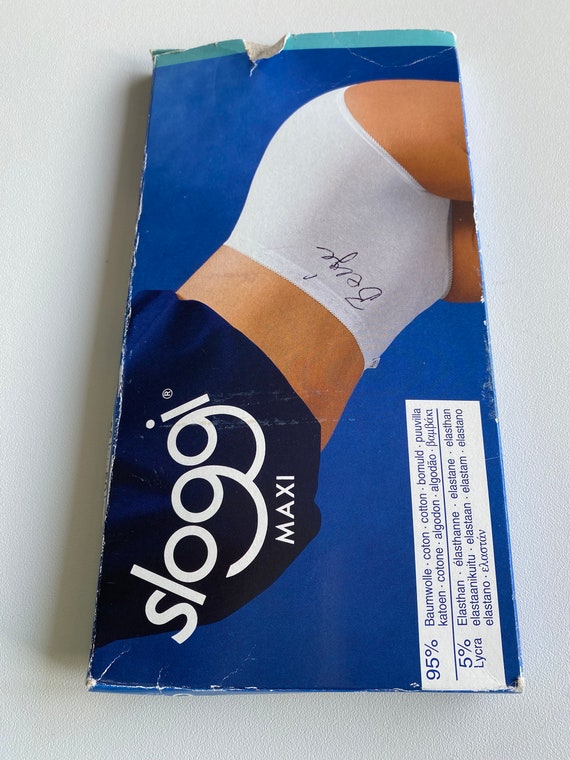 Beige
sloggi®
MAXI
95% Baumwolle · coton · cotton · bomuld · puuvilla
katoen · cotone · algodon · algodão · βαμβάκι
5% Elasthan · élasthanne · elastane · elasthan
Lycra elastaanikuitu · elastaan · elastam · elastano
elastano · ελαστάν